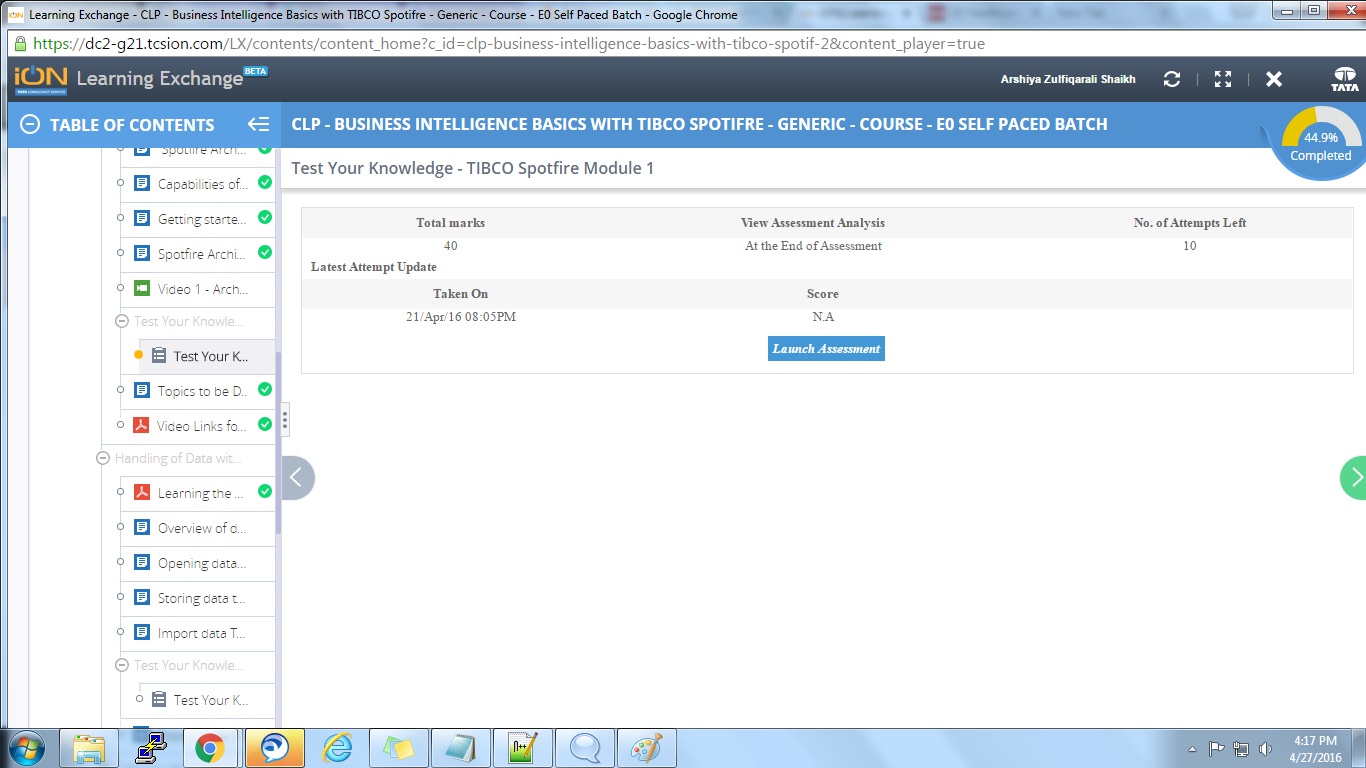 Learning Exchange - CLP - Business Intelligence Basics with TIBCO Spotifre - Generic - Course - E0 Self Paced Batch - Google Chrome
https://dc2-g21.tcsion.com/LX/contents/content_home?c_id=clp-business-intelligence-basics-with-tibco-spotif-2&content_player=true
iON Learning Exchange BETA
TATA CONSULTANCY SERVICES
Arshiya Zulfiqarali Shaikh
TATA
TABLE OF CONTENTS
CLP - BUSINESS INTELLIGENCE BASICS WITH TIBCO SPOTIFRE - GENERIC - COURSE - E0 SELF PACED BATCH
44.9%
Completed
Spotfire Arch...
Capabilities of...
Getting starte...
Spotfire Archi...
Video 1 - Arch...
Test Your Knowle...
Test Your K...
Topics to be D...
Video Links fo...
Handling of Data wit...
Learning the ...
Overview of d...
Opening data...
Storing data t...
Import data T...
Test Your Knowle...
Test Your K...
Test Your Knowledge - TIBCO Spotfire Module 1
Total marks View Assessment Analysis No. of Attempts Left
40 At the End of Assessment 10
Latest Attempt Update
Taken On Score
21/Apr/16 08:05PM N.A
Launch Assessment
4:17 PM
4/27/2016